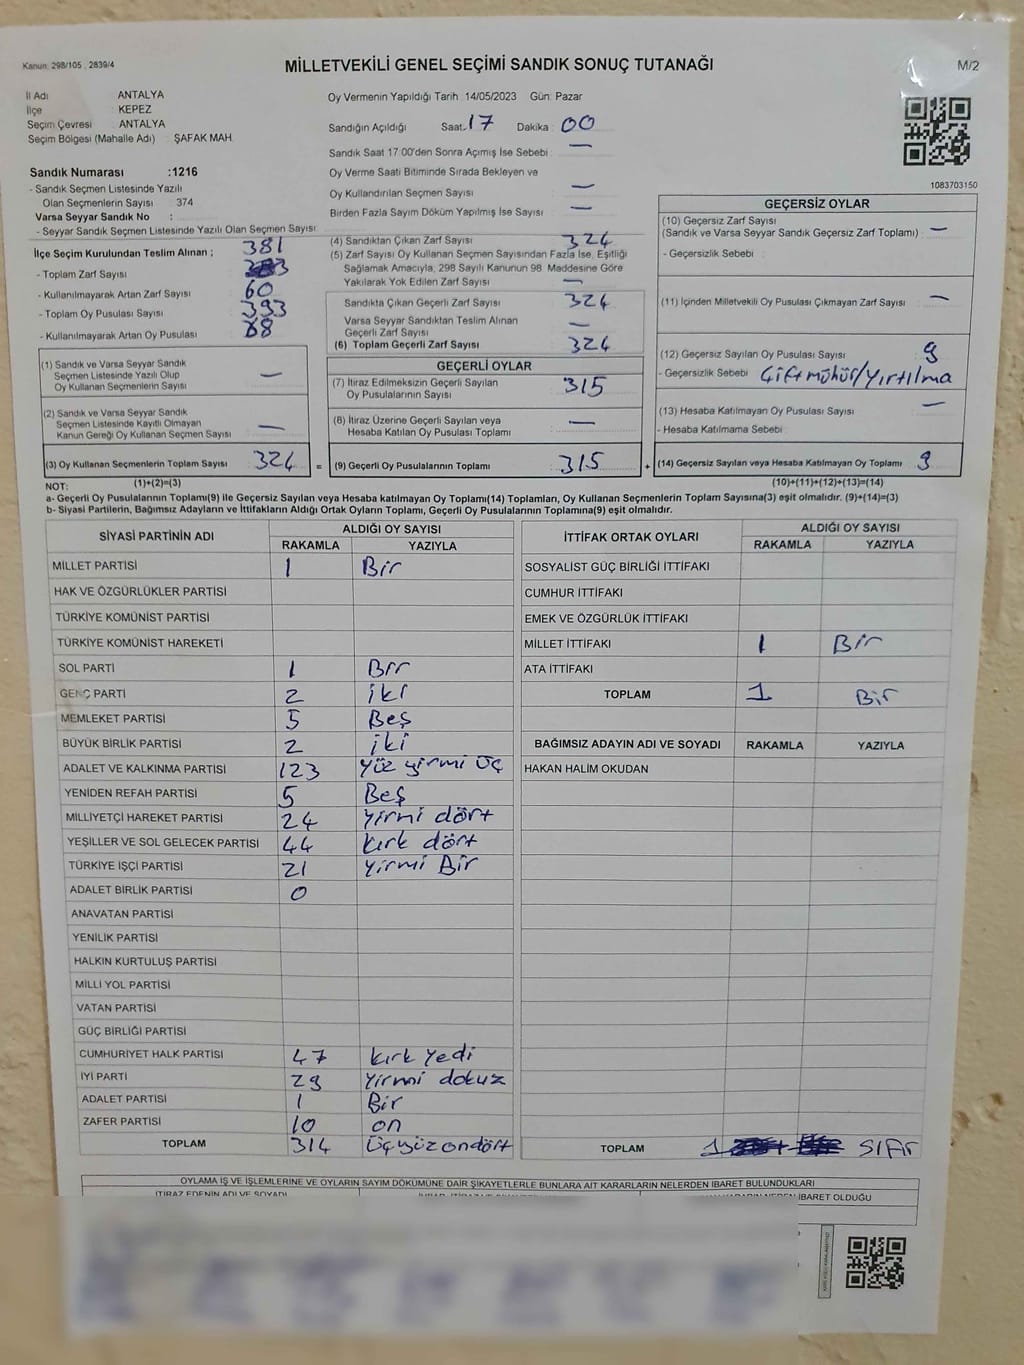 Kanun: 298/105 , 2839/4
MİLLETVEKİLİ GENEL SEÇİMİ SANDIK SONUÇ TUTANAĞI
M/2
İl Adı ANTALYA
İlçe : KEPEZ
Seçim Çevresi : ANTALYA
Seçim Bölgesi (Mahalle Adı) : ŞAFAK MAH.
Oy Vermenin Yapıldığı Tarih :14/05/2023 Gün: Pazar
Sandığın Açıldığı Saat: 17 Dakika 00
Sandık Saat 17:00'den Sonra Açımış İse Sebebi : —
Oy Verme Saati Bitiminde Sırada Bekleyen ve
Oy Kullandırılan Seçmen Sayısı —
Birden Fazla Sayım Döküm Yapılmış İse Sayısı —
Sandık Numarası :1216
- Sandık Seçmen Listesinde Yazılı
Olan Seçmenlerin Sayısı : 374
Varsa Seyyar Sandık No :
- Seyyar Sandık Seçmen Listesinde Yazılı Olan Seçmen Sayısı:
1083703150
İlçe Seçim Kurulundan Teslim Alınan ; 381
- Toplam Zarf Sayısı
- Kullanılmayarak Artan Zarf Sayısı 60
- Toplam Oy Pusulası Sayısı 393
- Kullanılmayarak Artan Oy Pusulası 68
(4) Sandıktan Çıkan Zarf Sayısı 324
(5) Zarf Sayısı Oy Kullanan Seçmen Sayısından Fazla İse, Eşitliği
Sağlamak Amacıyla; 298 Sayılı Kanunun 98. Maddesine Göre
Yakılarak Yok Edilen Zarf Sayısı —
Sandıkta Çıkan Geçerli Zarf Sayısı 324
Varsa Seyyar Sandıktan Teslim Alınan
Geçerli Zarf Sayısı —
(6) Toplam Geçerli Zarf Sayısı 324
GEÇERSİZ OYLAR
(10) Geçersiz Zarf Sayısı
(Sandık ve Varsa Seyyar Sandık Geçersiz Zarf Toplamı) —
- Geçersizlik Sebebi :
(11) İçinden Milletvekili Oy Pusulası Çıkmayan Zarf Sayısı —
(12) Geçersiz Sayılan Oy Pusulası Sayısı 9
- Geçersizlik Sebebi Çift mühür/yırtılma
(13) Hesaba Katılmayan Oy Pusulası Sayısı —
- Hesaba Katılmama Sebebi
(1) Sandık ve Varsa Seyyar Sandık
Seçmen Listesinde Yazılı Olup
Oy Kullanan Seçmenlerin Sayısı —
(2) Sandık ve Varsa Seyyar Sandık
Seçmen Listesinde Kayıtlı Olmayan
Kanun Gereği Oy Kullanan Seçmen Sayısı —
GEÇERLİ OYLAR
(7) İtiraz Edilmeksizin Geçerli Sayılan
Oy Pusulalarının Sayısı 315
(8) İtiraz Üzerine Geçerli Sayılan veya
Hesaba Katılan Oy Pusulası Toplamı —
(3) Oy Kullanan Seçmenlerin Toplam Sayısı 324 = (9) Geçerli Oy Pusulalarının Toplamı 315 + (14) Geçersiz Sayılan veya Hesaba Katılmayan Oy Toplamı 9
NOT: (1)+(2)=(3) (10)+(11)+(12)+(13)=(14)
a- Geçerli Oy Pusulalarının Toplamı(9) ile Geçersiz Sayılan veya Hesaba katılmayan Oy Toplamı(14) Toplamları, Oy Kullanan Seçmenlerin Toplam Sayısına(3) eşit olmalıdır. (9)+(14)=(3)
b- Siyasi Partilerin, Bağımsız Adayların ve İttifakların Aldığı Ortak Oyların Toplamı, Geçerli Oy Pusulalarının Toplamına(9) eşit olmalıdır.
SİYASİ PARTİNİN ADI ALDIĞI OY SAYISI
RAKAMLA YAZIYLA
MİLLET PARTİSİ 1 Bir
HAK VE ÖZGÜRLÜKLER PARTİSİ
TÜRKİYE KOMÜNİST PARTİSİ
TÜRKİYE KOMÜNİST HAREKETİ
SOL PARTİ 1 Bir
GENÇ PARTİ 2 iki
MEMLEKET PARTİSİ 5 Beş
BÜYÜK BİRLİK PARTİSİ 2 iki
ADALET VE KALKINMA PARTİSİ 123 Yüz yirmi üç
YENİDEN REFAH PARTİSİ 5 Beş
MİLLİYETÇİ HAREKET PARTİSİ 24 Yirmi dört
YEŞİLLER VE SOL GELECEK PARTİSİ 44 kırk dört
TÜRKİYE İŞÇİ PARTİSİ 21 Yirmi Bir
ADALET BİRLİK PARTİSİ 0
ANAVATAN PARTİSİ
YENİLİK PARTİSİ
HALKIN KURTULUŞ PARTİSİ
MİLLİ YOL PARTİSİ
VATAN PARTİSİ
GÜÇ BİRLİĞİ PARTİSİ
CUMHURİYET HALK PARTİSİ 47 kırk yedi
İYİ PARTİ 29 Yirmi dokuz
ADALET PARTİSİ 1 Bir
ZAFER PARTİSİ 10 on
TOPLAM 314 Üçyüzondört
İTTİFAK ORTAK OYLARI ALDIĞI OY SAYISI
RAKAMLA YAZIYLA
SOSYALİST GÜÇ BİRLİĞİ İTTİFAKI
CUMHUR İTTİFAKI
EMEK VE ÖZGÜRLÜK İTTİFAKI
MİLLET İTTİFAKI 1 Bir
ATA İTTİFAKI
TOPLAM 1 Bir
BAĞIMSIZ ADAYIN ADI VE SOYADI RAKAMLA YAZIYLA
HAKAN HALİM OKUDAN
TOPLAM 1 SIFIR
OYLAMA İŞ VE İŞLEMLERİNE VE OYLARIN SAYIM DÖKÜMÜNE DAİR ŞİKAYETLERLE BUNLARA AİT KARARLARIN NELERDEN İBARET BULUNDUKLARI
İTİRAZ EDENİN ADI VE SOYADI
İBARET OLDUĞU